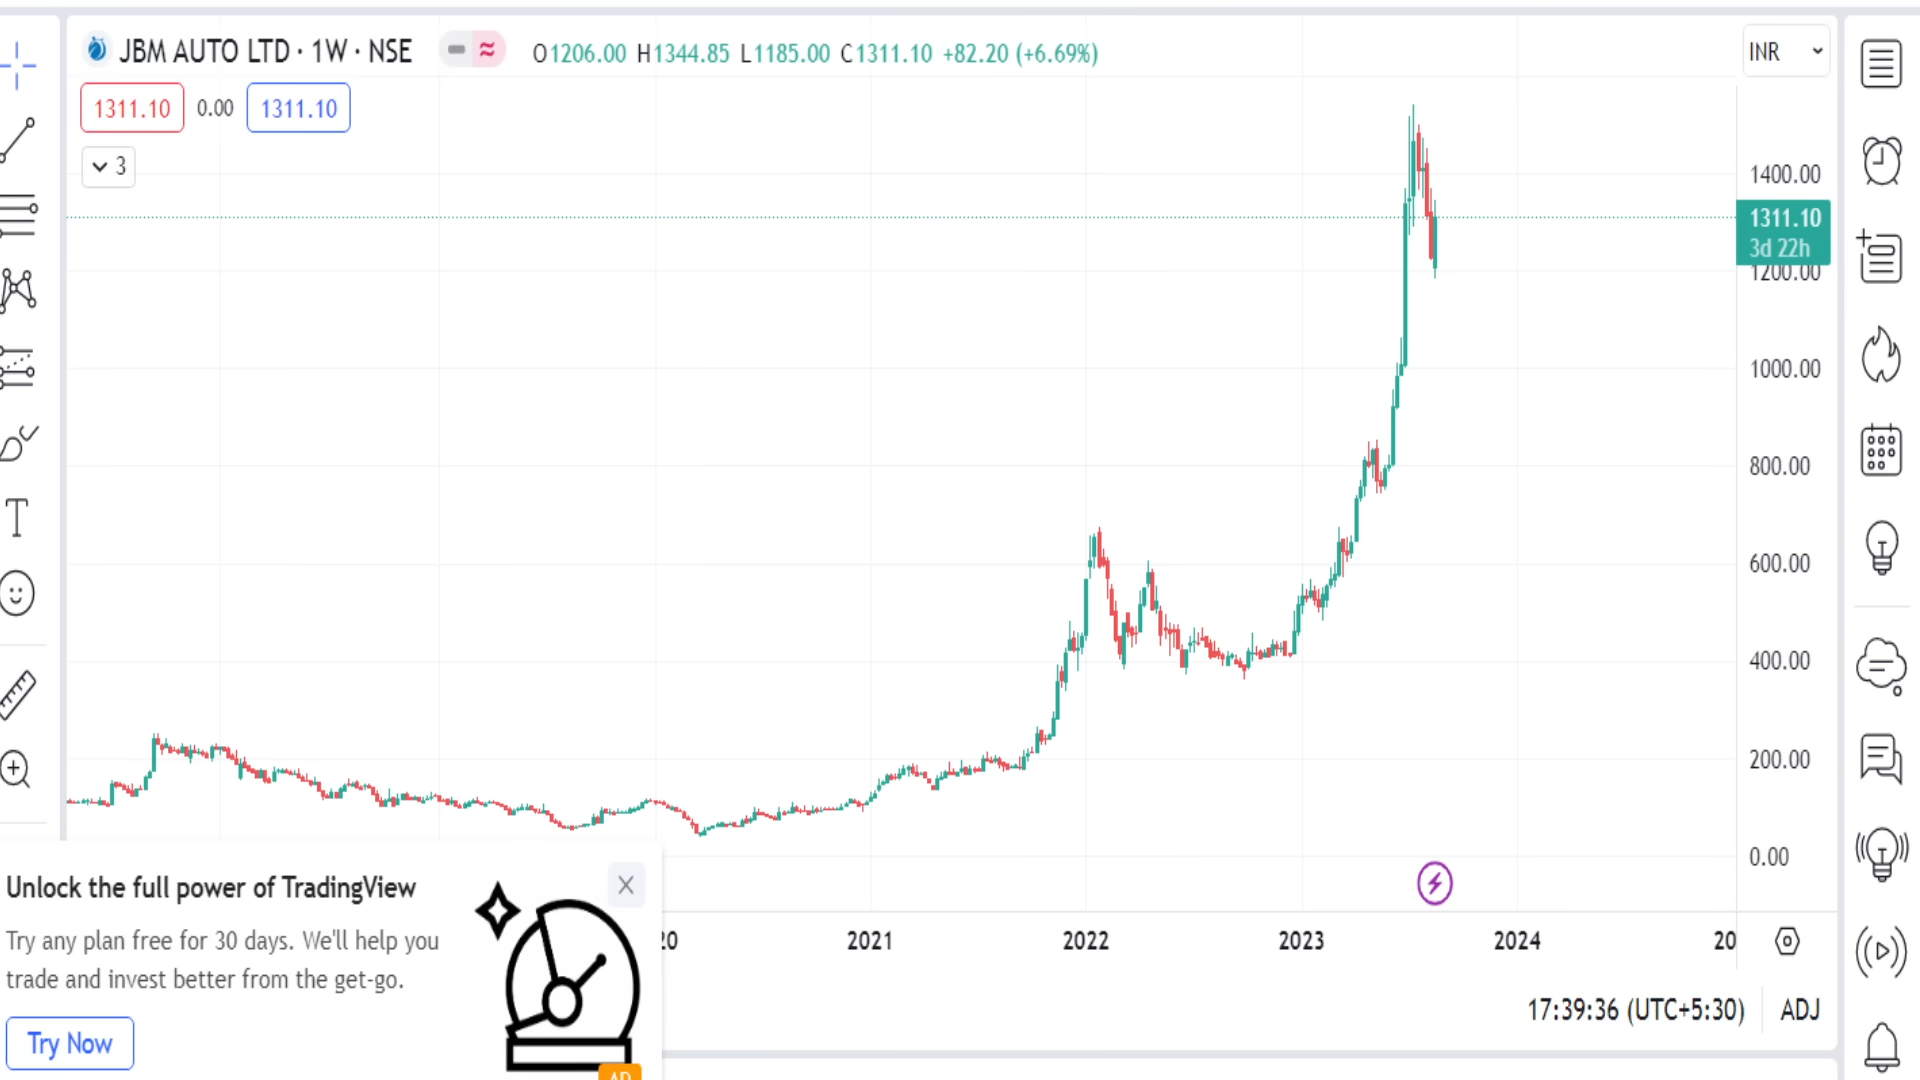 JBM AUTO LTD · 1W · NSE
O1206.00 H1344.85 L1185.00 C1311.10 +82.20 (+6.69%)
INR
1311.10 0.00 1311.10
3
1400.00
1311.10
3d 22h
1200.00
1000.00
800.00
600.00
400.00
200.00
0.00
20 2021 2022 2023 2024 20
Unlock the full power of TradingView
Try any plan free for 30 days. We'll help you
trade and invest better from the get-go.
Try Now
AD
17:39:36 (UTC+5:30) ADJ